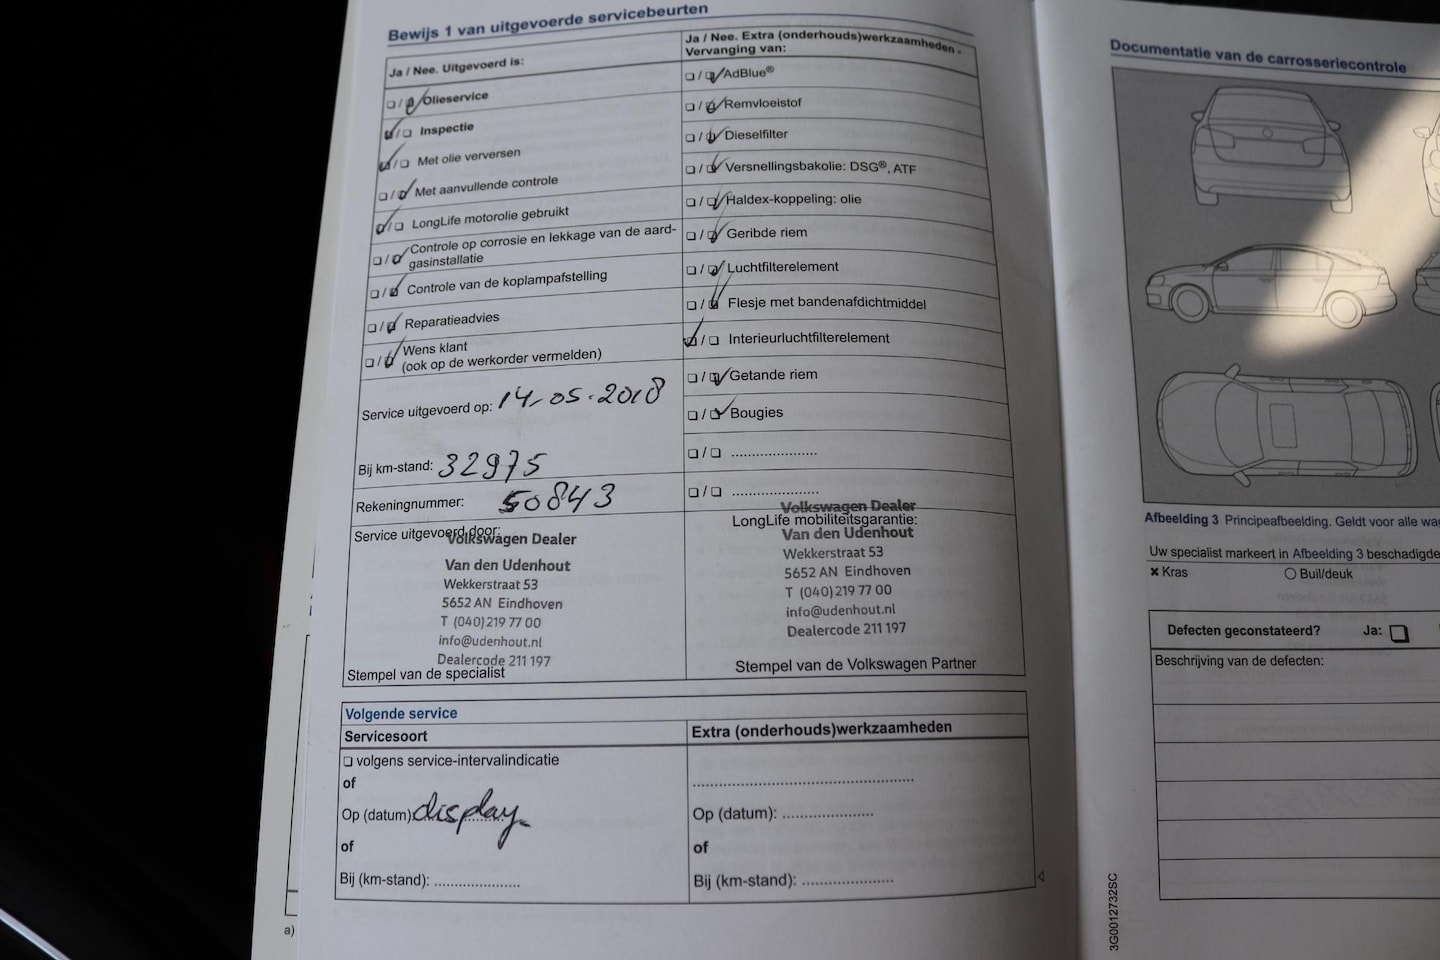 Bewijs 1 van uitgevoerde servicebeurten
Ja / Nee. Uitgevoerd is:
Olieservice
Inspectie
Met olie verversen
Met aanvullende controle
LongLife motorolie gebruikt
Controle op corrosie en lekkage van de aard-
gasinstallatie
Controle van de koplampafstelling
Reparatieadvies
Wens klant
(ook op de werkorder vermelden)
Service uitgevoerd op: 14-05-2018
Bij km-stand: 32975
Rekeningnummer: 50843
Service uitgevoerd door:
Volkswagen Dealer
Van den Udenhout
Wekkerstraat 53
5652 AN Eindhoven
T (040) 219 77 00
info@udenhout.nl
Dealercode 211 197
Stempel van de specialist
Ja / Nee. Extra (onderhouds)werkzaamheden -
Vervanging van:
AdBlue®
Remvloeistof
Dieselfilter
Versnellingsbakolie: DSG®, ATF
Haldex-koppeling: olie
Geribde riem
Luchtfilterelement
Flesje met bandenafdichtmiddel
Interieurluchtfilterelement
Getande riem
Bougies
/ ....................
/ ....................
Volkswagen Dealer
LongLife mobiliteitsgarantie:
Van den Udenhout
Wekkerstraat 53
5652 AN Eindhoven
T (040) 219 77 00
info@udenhout.nl
Dealercode 211 197
Stempel van de Volkswagen Partner
Volgende service
Servicesoort
volgens service-intervalindicatie
of
Op (datum) display
of
Bij (km-stand): ....................
Extra (onderhouds)werkzaamheden
....................
Op (datum): ....................
of
Bij (km-stand): ....................
a)
Documentatie van de carrosseriecontrole
Afbeelding 3 Principeafbeelding. Geldt voor alle
Uw specialist markeert in Afbeelding 3
Kras
Buil/deuk
Defecten geconstateerd? Ja:
Beschrijving van de defecten:
3G0012732SC